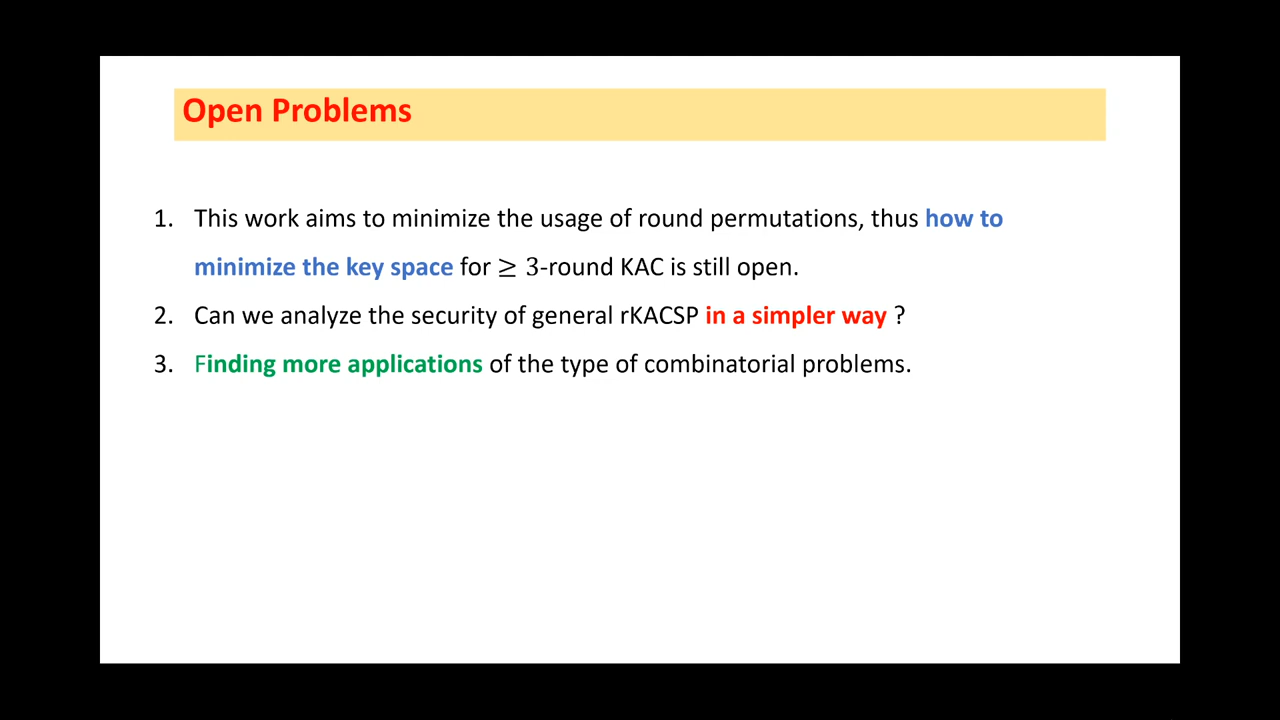 Open Problems
1. This work aims to minimize the usage of round permutations, thus how to
minimize the key space for ≥ 3-round KAC is still open.
2. Can we analyze the security of general rKACSP in a simpler way ?
3. Finding more applications of the type of combinatorial problems.